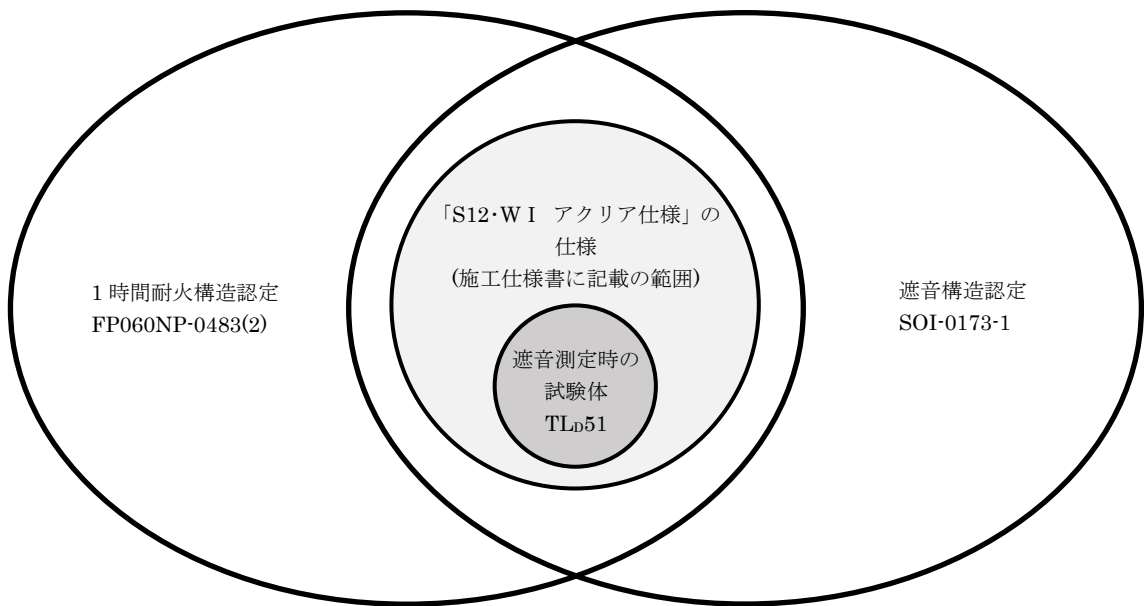 1 時間耐火構造認定
FP060NP-0483(2)
「S12・WⅠ アクリア仕様」の
仕様
(施工仕様書に記載の範囲)
遮音測定時の
試験体
TLD51
遮音構造認定
SOI-0173-1